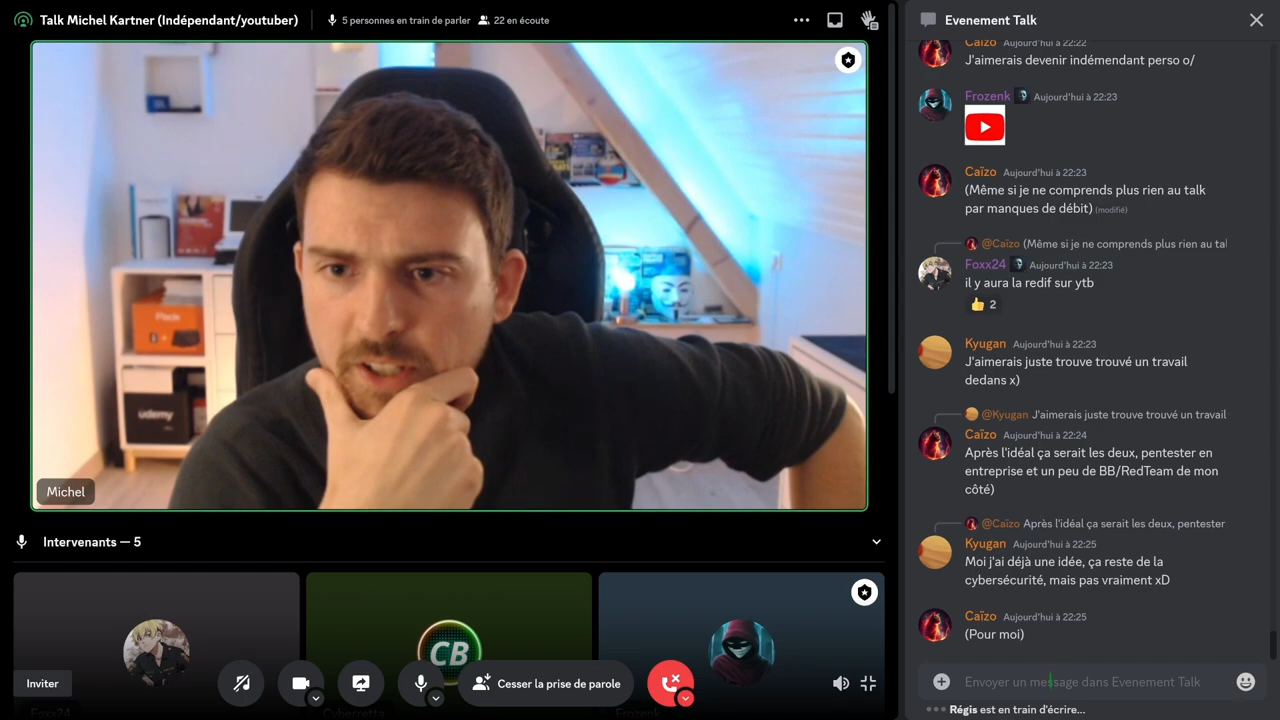 Talk Michel Kartner (Indépendant/youtuber)
5 personnes en train de parler
22 en écoute
Pack
udemy
Michel
Intervenants — 5
CB
Inviter
Cesser la prise de parole
Foxx24
Cyberretta
Frozenk
Evenement Talk
Caïzo Aujourd'hui à 22:22
J'aimerais devenir indémendant perso o/
Frozenk Aujourd'hui à 22:23
Caïzo Aujourd'hui à 22:23
(Même si je ne comprends plus rien au talk
par manques de débit) (modifié)
@Caïzo (Même si je ne comprends plus rien au tal
Foxx24 Aujourd'hui à 22:23
il y aura la redif sur ytb
2
Kyugan Aujourd'hui à 22:23
J'aimerais juste trouve trouvé un travail
dedans x)
@Kyugan J'aimerais juste trouve trouvé un travail
Caïzo Aujourd'hui à 22:24
Après l'idéal ça serait les deux, pentester en
entreprise et un peu de BB/RedTeam de mon
côté)
@Caïzo Après l'idéal ça serait les deux, pentester
Kyugan Aujourd'hui à 22:25
Moi j'ai déjà une idée, ça reste de la
cybersécurité, mais pas vraiment xD
Caïzo Aujourd'hui à 22:25
(Pour moi)
Envoyer un message dans Evenement Talk
Régis est en train d'écrire...